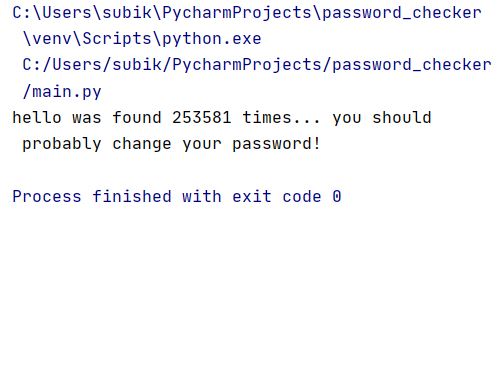 C:\Users\subik\PycharmProjects\password_checker
\venv\Scripts\python.exe
C:/Users/subik/PycharmProjects/password_checker
/main.py
hello was found 253581 times... you should
probably change your password!
Process finished with exit code 0